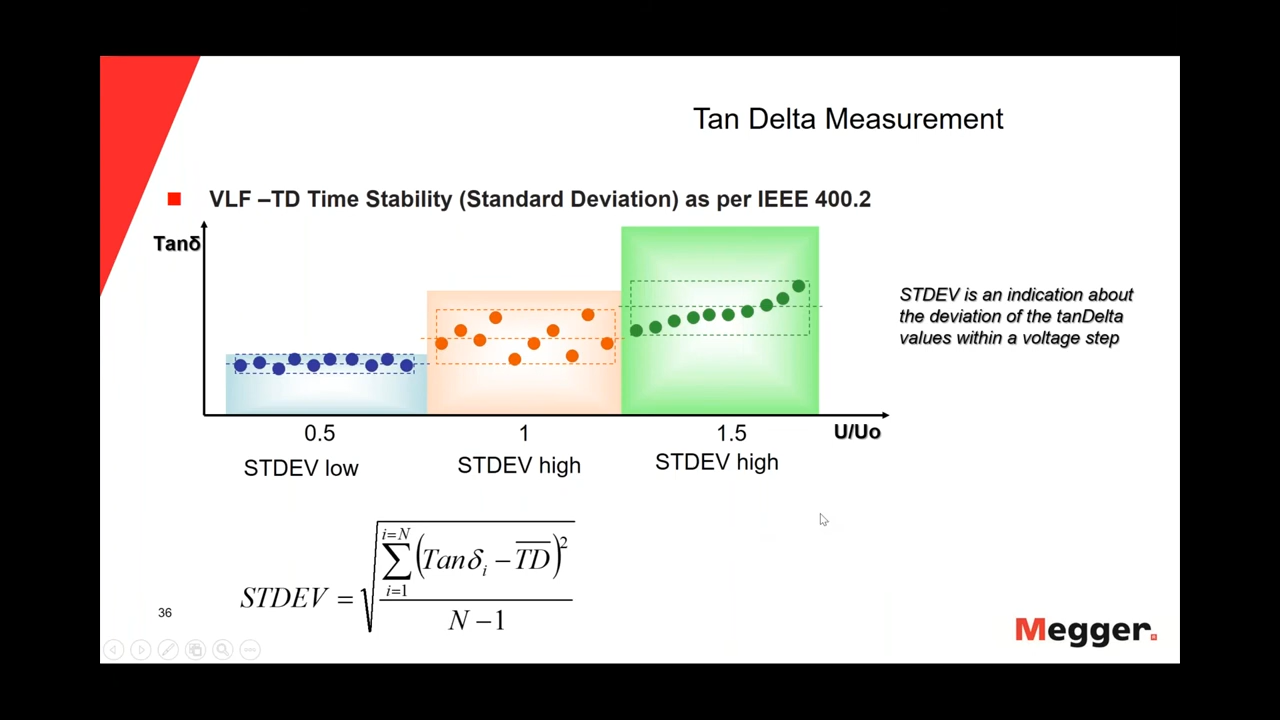 Tan Delta Measurement
VLF –TD Time Stability (Standard Deviation) as per IEEE 400.2
Tanδ
STDEV is an indication about
the deviation of the tanDelta
values within a voltage step
0.5
1
1.5
U/Uo
STDEV low
STDEV high
STDEV high
STDEV = √(∑_{i=1}^{i=N} (Tanδ_i − \overline{TD})² / (N −1))
36
Megger.